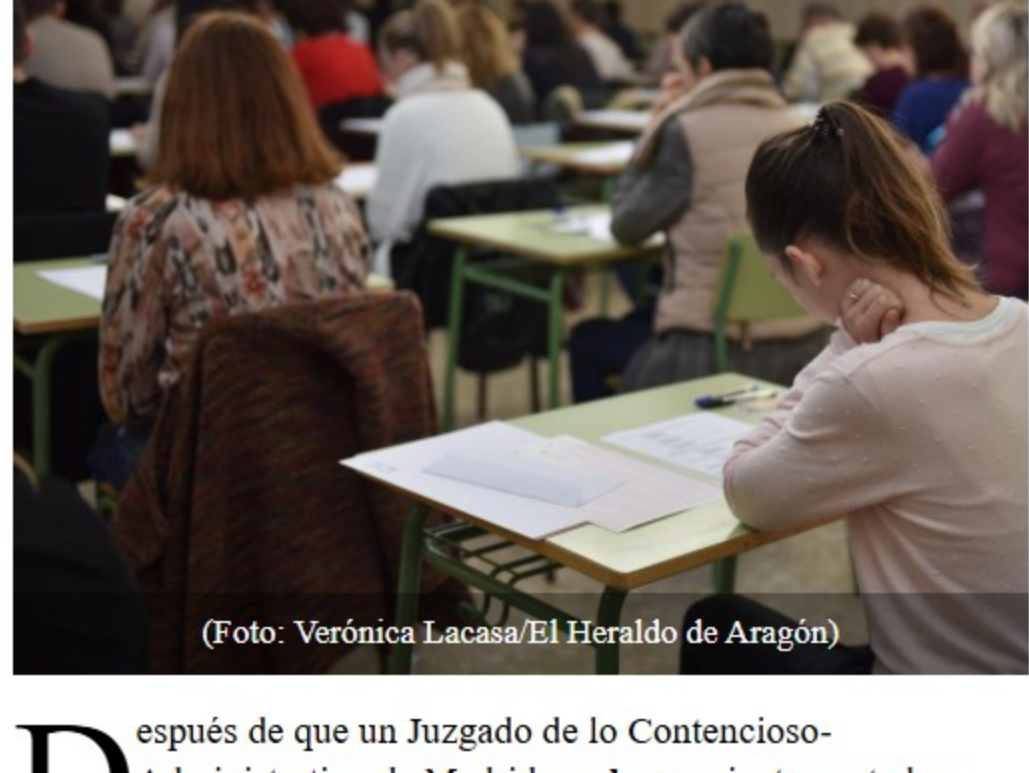 (Foto: Verónica Lacasa/El Heraldo de Aragón)
Después de que un Juzgado de lo Contencioso-